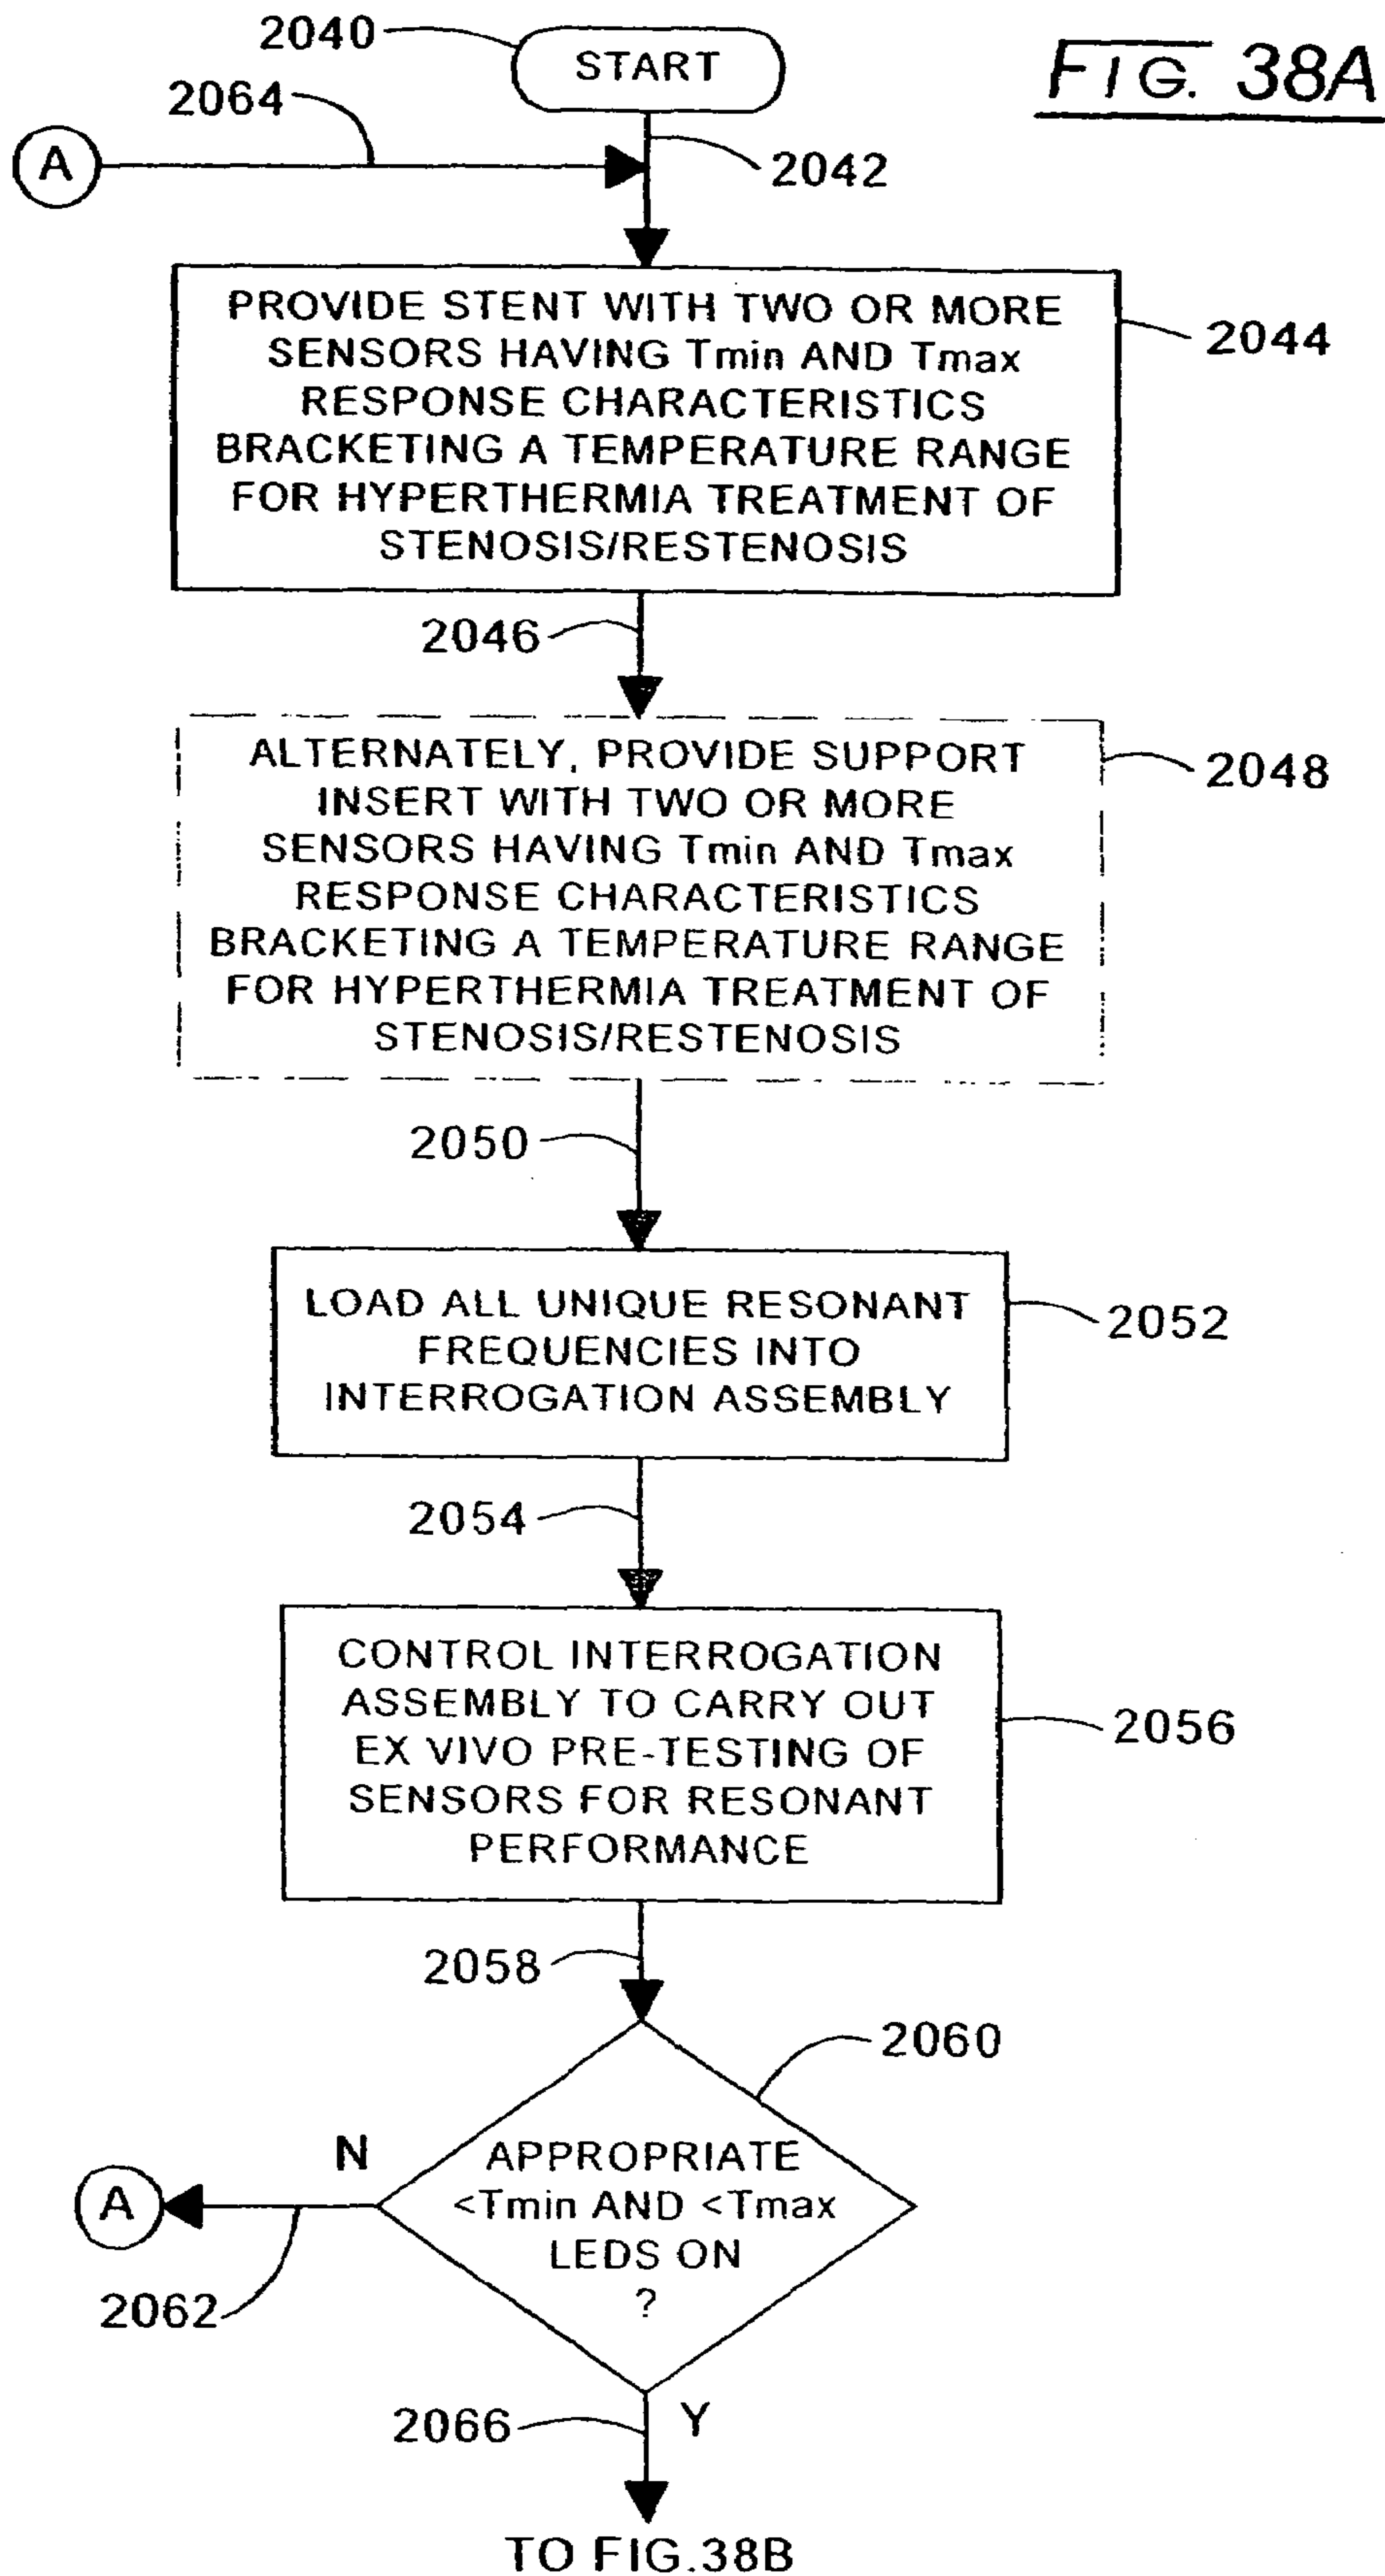 FIG. 38A
2040
START
2064
A
2042
PROVIDE STENT WITH TWO OR MORE
SENSORS HAVING Tmin AND Tmax
RESPONSE CHARACTERISTICS
BRACKETING A TEMPERATURE RANGE
FOR HYPERTHERMIA TREATMENT OF
STENOSIS/RESTENOSIS
2044
2046
ALTERNATELY, PROVIDE SUPPORT
INSERT WITH TWO OR MORE
SENSORS HAVING Tmin AND Tmax
RESPONSE CHARACTERISTICS
BRACKETING A TEMPERATURE RANGE
FOR HYPERTHERMIA TREATMENT OF
STENOSIS/RESTENOSIS
2048
2050
LOAD ALL UNIQUE RESONANT
FREQUENCIES INTO
INTERROGATION ASSEMBLY
2052
2054
CONTROL INTERROGATION
ASSEMBLY TO CARRY OUT
EX VIVO PRE-TESTING OF
SENSORS FOR RESONANT
PERFORMANCE
2056
2058
2060
APPROPRIATE
<Tmin AND <Tmax
LEDS ON
?
N
A
2062
2066
Y
TO FIG.38B